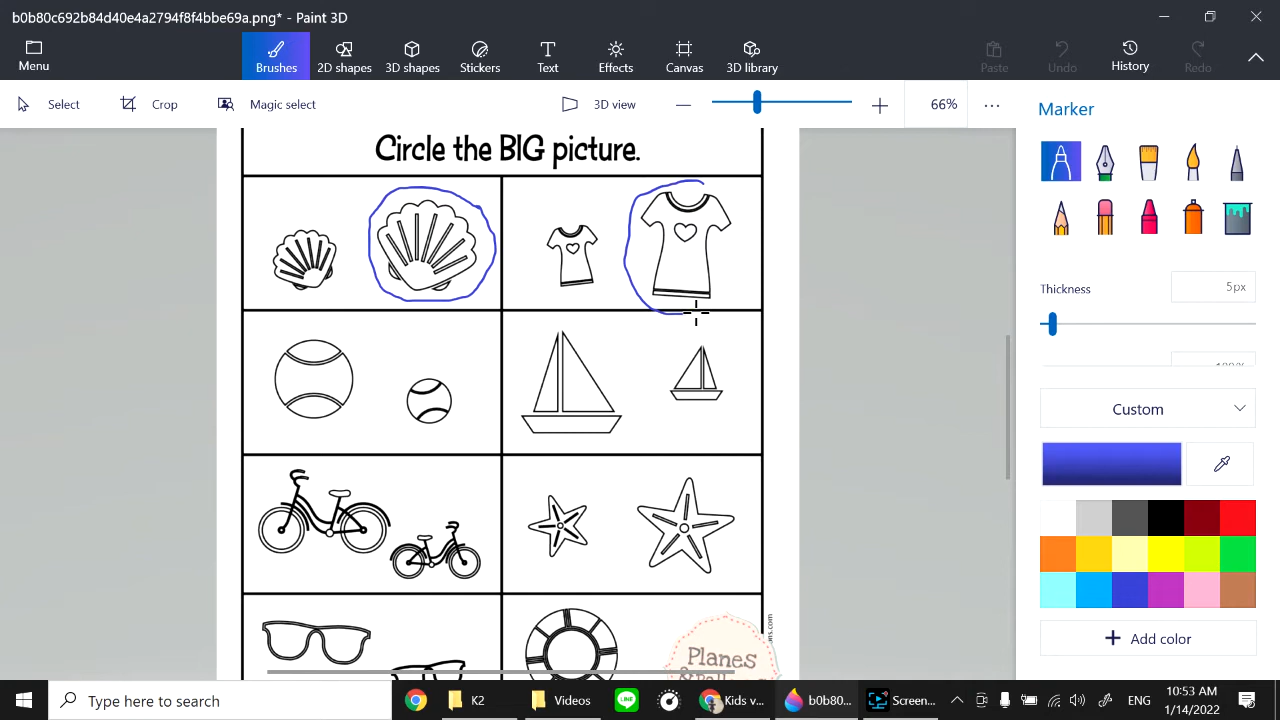 b0b80c692b84d40e4a2794f8f4bbe69a.png* - Paint 3D
Menu
Brushes 2D shapes 3D shapes Stickers Text Effects Canvas 3D library Paste Undo History Redo
Select Crop Magic select 3D view 66%
Marker
Circle the BIG picture.
Thickness 5px
Custom
Add color
Planes
Type here to search K2 Videos Kids v... b0b80... Screen... ENG
10:53 AM
1/14/2022